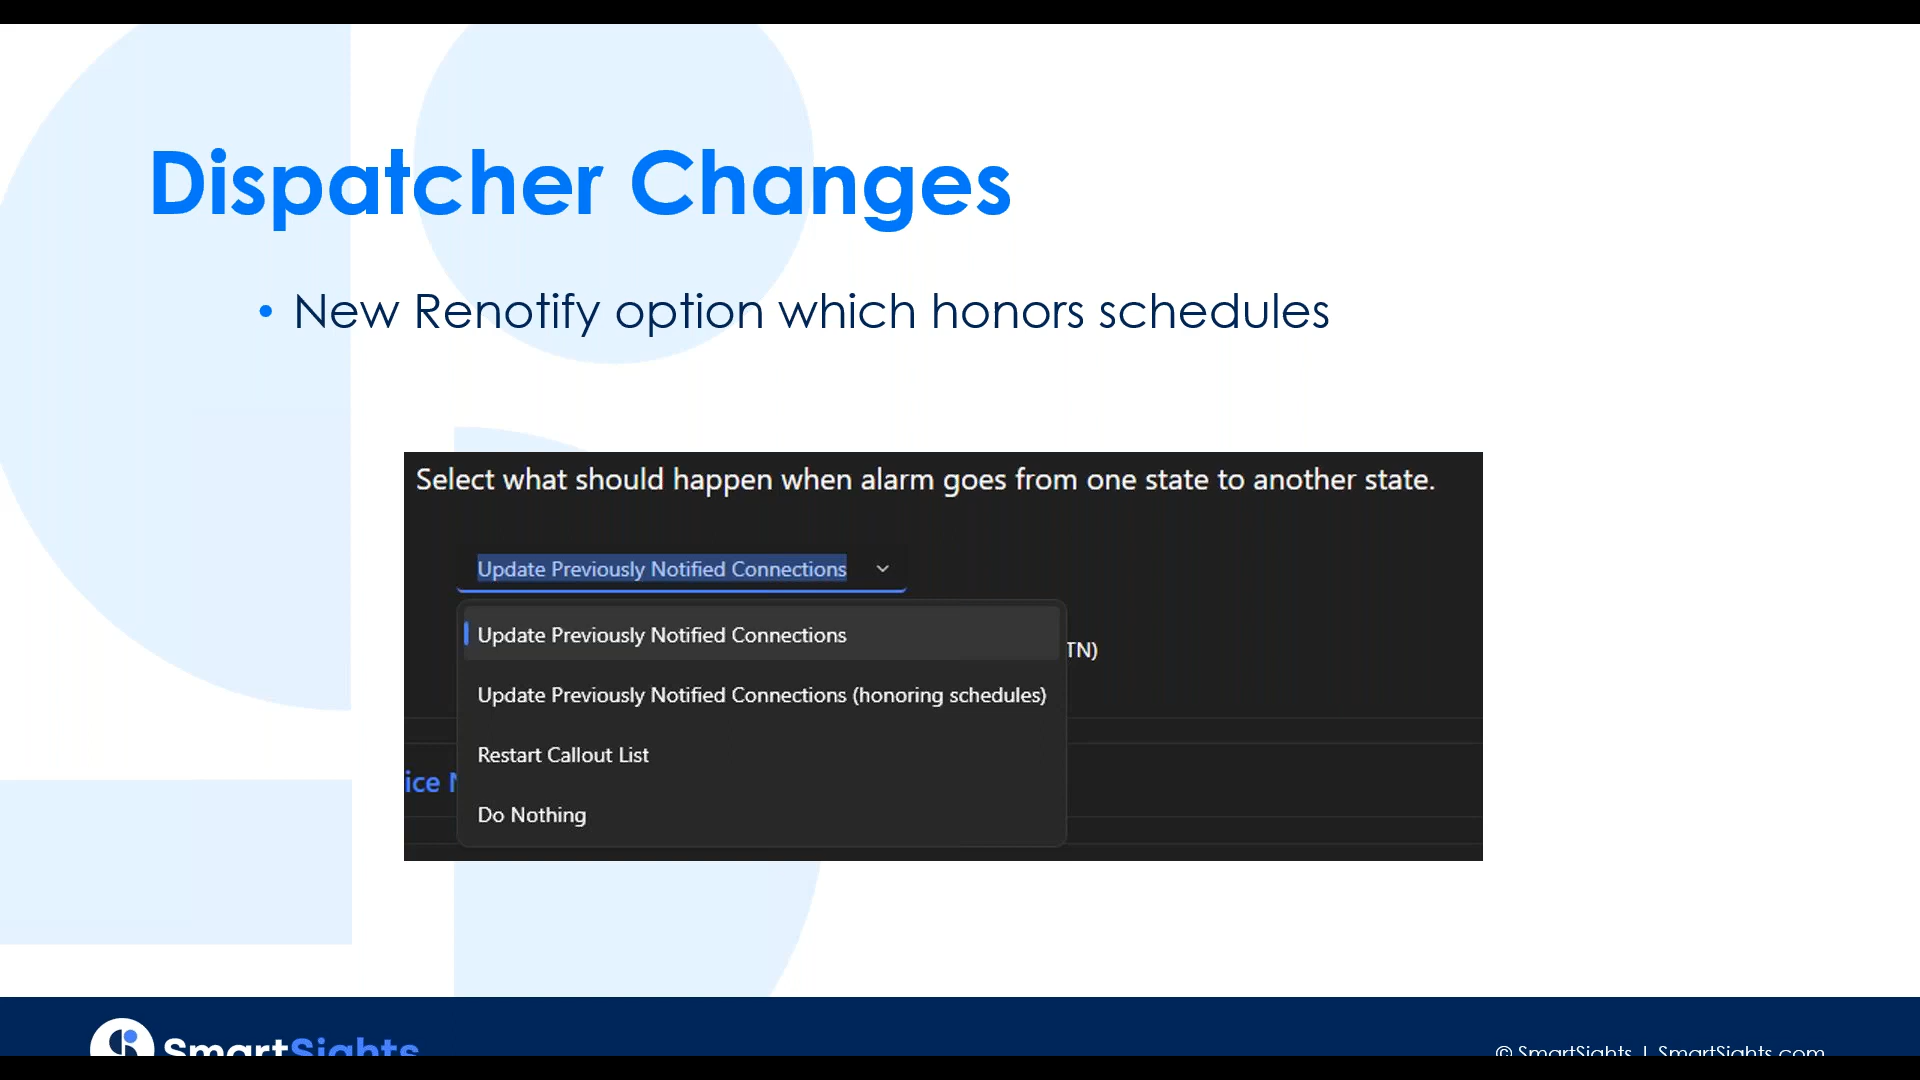 Dispatcher Changes
• New Renotify option which honors schedules
Select what should happen when alarm goes from one state to another state.
Update Previously Notified Connections
Update Previously Notified Connections
TN)
Update Previously Notified Connections (honoring schedules)
Restart Callout List
ice N
Do Nothing
SmartSights
© SmartSights | SmartSights.com